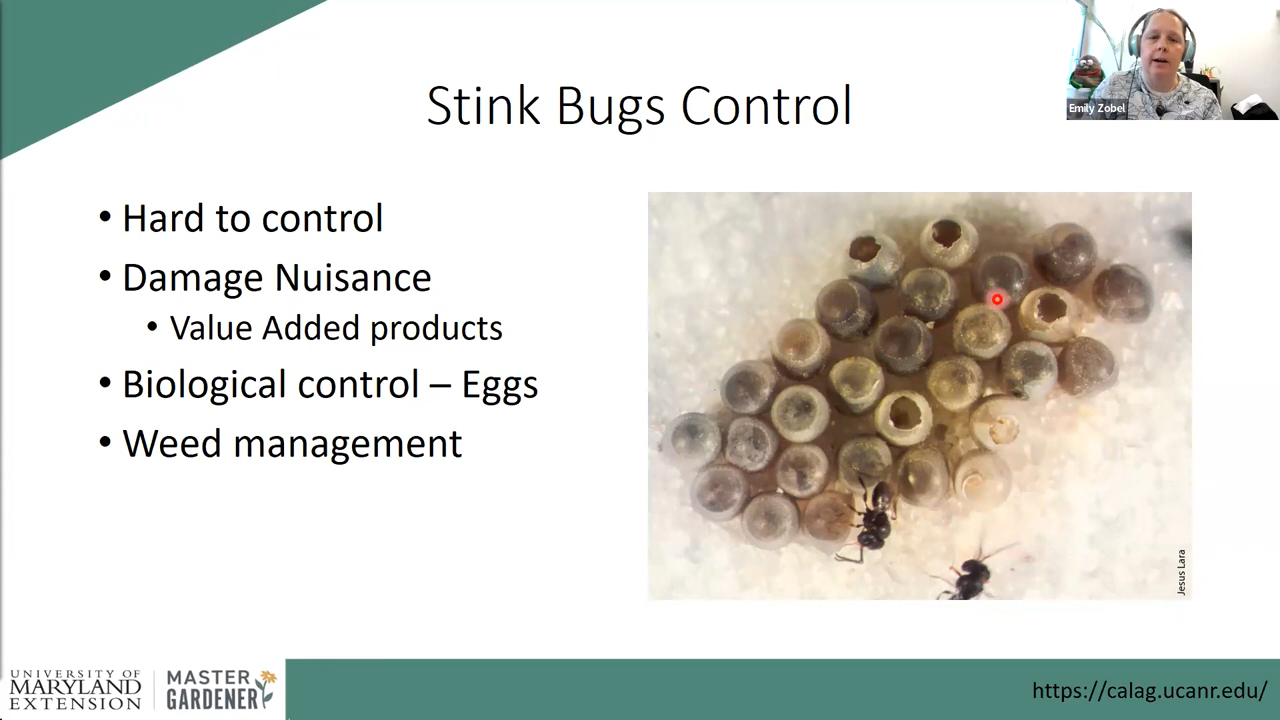 Emily Zobel
Stink Bugs Control
• Hard to control
• Damage Nuisance
• Value Added products
• Biological control – Eggs
• Weed management
Jesus Lara
UNIVERSITY OF
MARYLAND
EXTENSION
MASTER
GARDENER
https://calag.ucanr.edu/